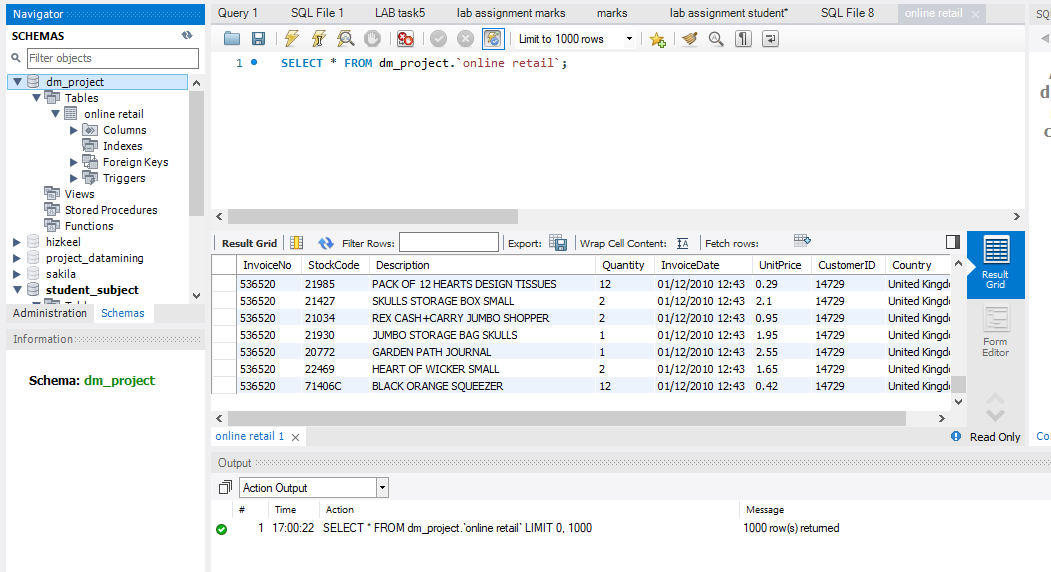 Navigator
SCHEMAS
Filter objects
dm_project
Tables
online retail
Columns
Indexes
Foreign Keys
Triggers
Views
Stored Procedures
Functions
hizkeel
project_datamining
sakila
student_subject
Administration Schemas
Information
Schema: dm_project
Query 1 SQL File 1 LAB task5 lab assignment marks marks lab assignment student* SQL File 8 online retail
Limit to 1000 rows
1 SELECT * FROM dm_project.`online retail`;
Result Grid Filter Rows: Export: Wrap Cell Content: Fetch rows:
InvoiceNo StockCode Description Quantity InvoiceDate UnitPrice CustomerID Country
536520 21985 PACK OF 12 HEARTS DESIGN TISSUES 12 01/12/2010 12:43 0.29 14729 United Kingd
536520 21427 SKULLS STORAGE BOX SMALL 2 01/12/2010 12:43 2.1 14729 United Kingd
536520 21034 REX CASH+CARRY JUMBO SHOPPER 2 01/12/2010 12:43 0.95 14729 United Kingd
536520 21930 JUMBO STORAGE BAG SKULLS 1 01/12/2010 12:43 1.95 14729 United Kingd
536520 20772 GARDEN PATH JOURNAL 1 01/12/2010 12:43 2.55 14729 United Kingd
536520 22469 HEART OF WICKER SMALL 2 01/12/2010 12:43 1.65 14729 United Kingd
536520 71406C BLACK ORANGE SQUEEZER 12 01/12/2010 12:43 0.42 14729 United Kingd
Result
Grid
Form
Editor
online retail 1
Read Only
Output
Action Output
# Time Action Message
1 17:00:22 SELECT * FROM dm_project.`online retail` LIMIT 0, 1000 1000 row(s) returned
SQ
d
c
Co